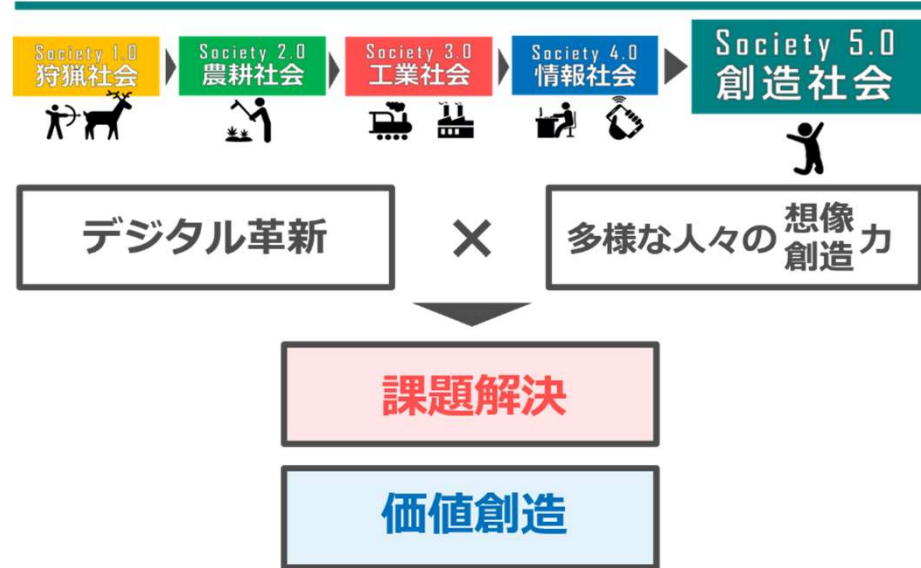 Society 1.0
狩猟社会
Society 2.0
農耕社会
Society 3.0
工業社会
Society 4.0
情報社会
Society 5.0
創造社会
デジタル革新
×
多様な人々の想像創造力
課題解決
価値創造